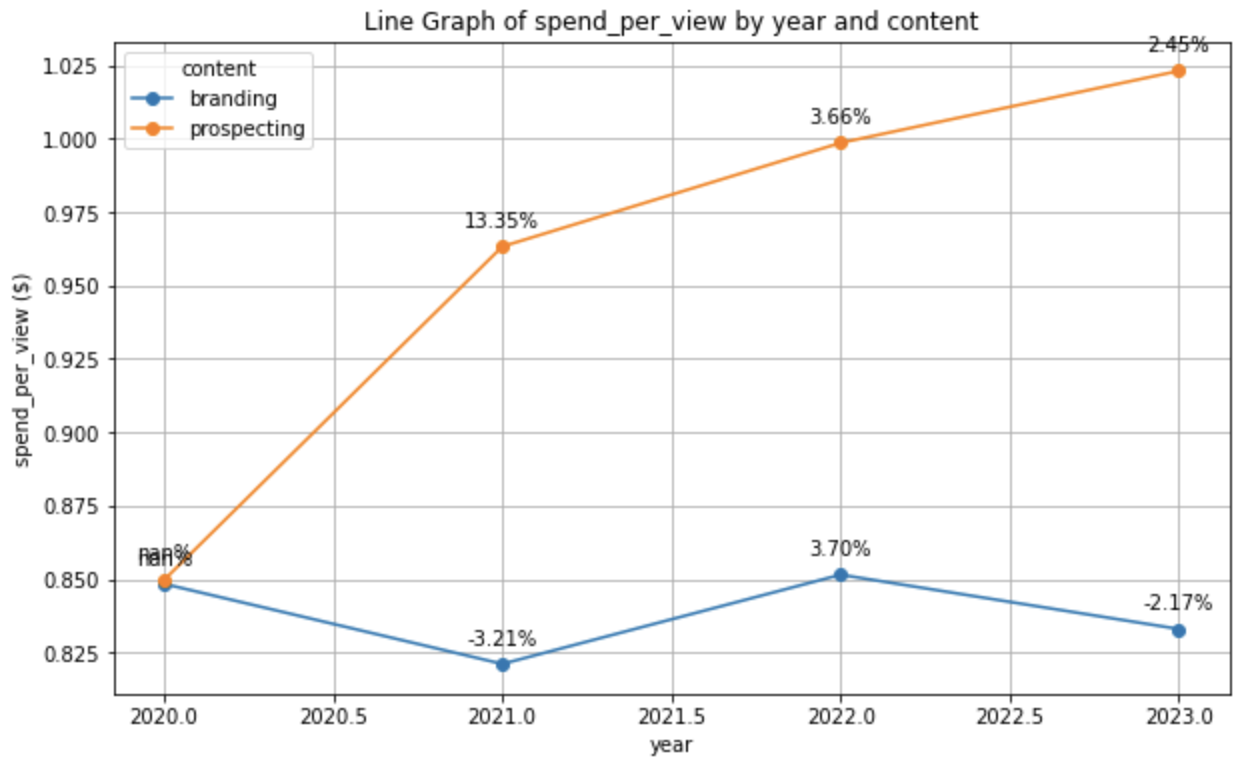 Line Graph of spend_per_view by year and content
content
branding
prospecting
spend_per_view ($)
1.025
1.000
0.975
0.950
0.925
0.900
0.875
0.850
0.825
nan%
nan%
13.35%
3.66%
2.45%
-3.21%
3.70%
-2.17%
2020.0 2020.5 2021.0 2021.5 2022.0 2022.5 2023.0
year